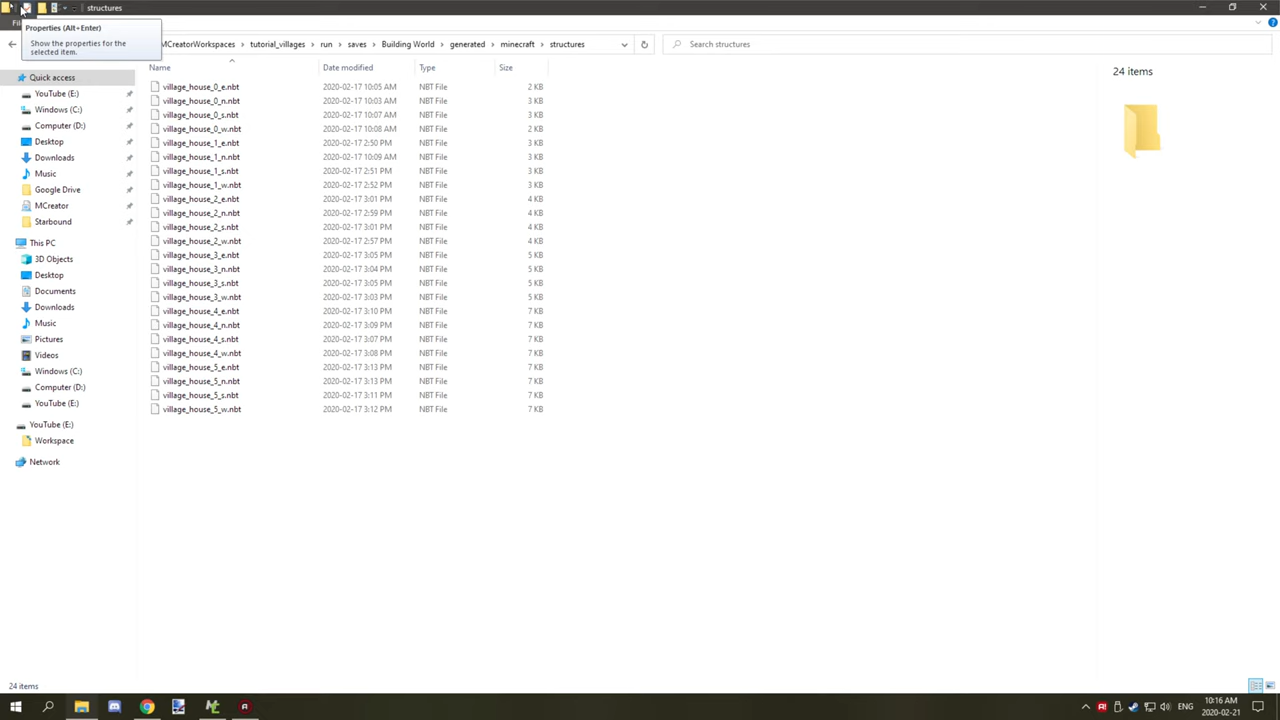 structures
Fi
Properties (Alt+Enter)
Show the properties for the
selected item.
MCreatorWorkspaces > tutorial_villages > run > saves > Building World > generated > minecraft > structures
Search structures
Name Date modified Type Size
24 items
Quick access
YouTube (E:)
Windows (C:)
Computer (D:)
Desktop
Downloads
Music
Google Drive
MCreator
Starbound
This PC
3D Objects
Desktop
Documents
Downloads
Music
Pictures
Videos
Windows (C:)
Computer (D:)
YouTube (E:)
YouTube (E:)
Workspace
Network
village_house_0_e.nbt 2020-02-17 10:05 AM NBT File 2 KB
village_house_0_n.nbt 2020-02-17 10:03 AM NBT File 3 KB
village_house_0_s.nbt 2020-02-17 10:07 AM NBT File 3 KB
village_house_0_w.nbt 2020-02-17 10:08 AM NBT File 2 KB
village_house_1_e.nbt 2020-02-17 2:50 PM NBT File 3 KB
village_house_1_n.nbt 2020-02-17 10:09 AM NBT File 3 KB
village_house_1_s.nbt 2020-02-17 2:51 PM NBT File 3 KB
village_house_1_w.nbt 2020-02-17 2:52 PM NBT File 3 KB
village_house_2_e.nbt 2020-02-17 3:01 PM NBT File 4 KB
village_house_2_n.nbt 2020-02-17 2:59 PM NBT File 4 KB
village_house_2_s.nbt 2020-02-17 3:01 PM NBT File 4 KB
village_house_2_w.nbt 2020-02-17 2:57 PM NBT File 4 KB
village_house_3_e.nbt 2020-02-17 3:05 PM NBT File 5 KB
village_house_3_n.nbt 2020-02-17 3:04 PM NBT File 5 KB
village_house_3_s.nbt 2020-02-17 3:05 PM NBT File 5 KB
village_house_3_w.nbt 2020-02-17 3:03 PM NBT File 5 KB
village_house_4_e.nbt 2020-02-17 3:10 PM NBT File 7 KB
village_house_4_n.nbt 2020-02-17 3:09 PM NBT File 7 KB
village_house_4_s.nbt 2020-02-17 3:07 PM NBT File 7 KB
village_house_4_w.nbt 2020-02-17 3:08 PM NBT File 7 KB
village_house_5_e.nbt 2020-02-17 3:13 PM NBT File 7 KB
village_house_5_n.nbt 2020-02-17 3:13 PM NBT File 7 KB
village_house_5_s.nbt 2020-02-17 3:11 PM NBT File 7 KB
village_house_5_w.nbt 2020-02-17 3:12 PM NBT File 7 KB
24 items
ENG
10:16 AM
2020-02-21